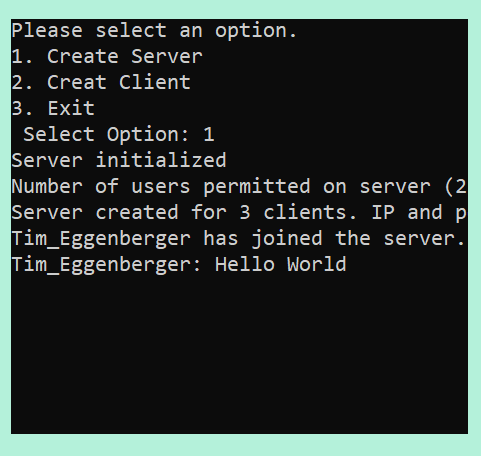 Please select an option.
1. Create Server
2. Creat Client
3. Exit
Select Option: 1
Server initialized
Number of users permitted on server (2
Server created for 3 clients. IP and p
Tim_Eggenberger has joined the server.
Tim_Eggenberger: Hello World